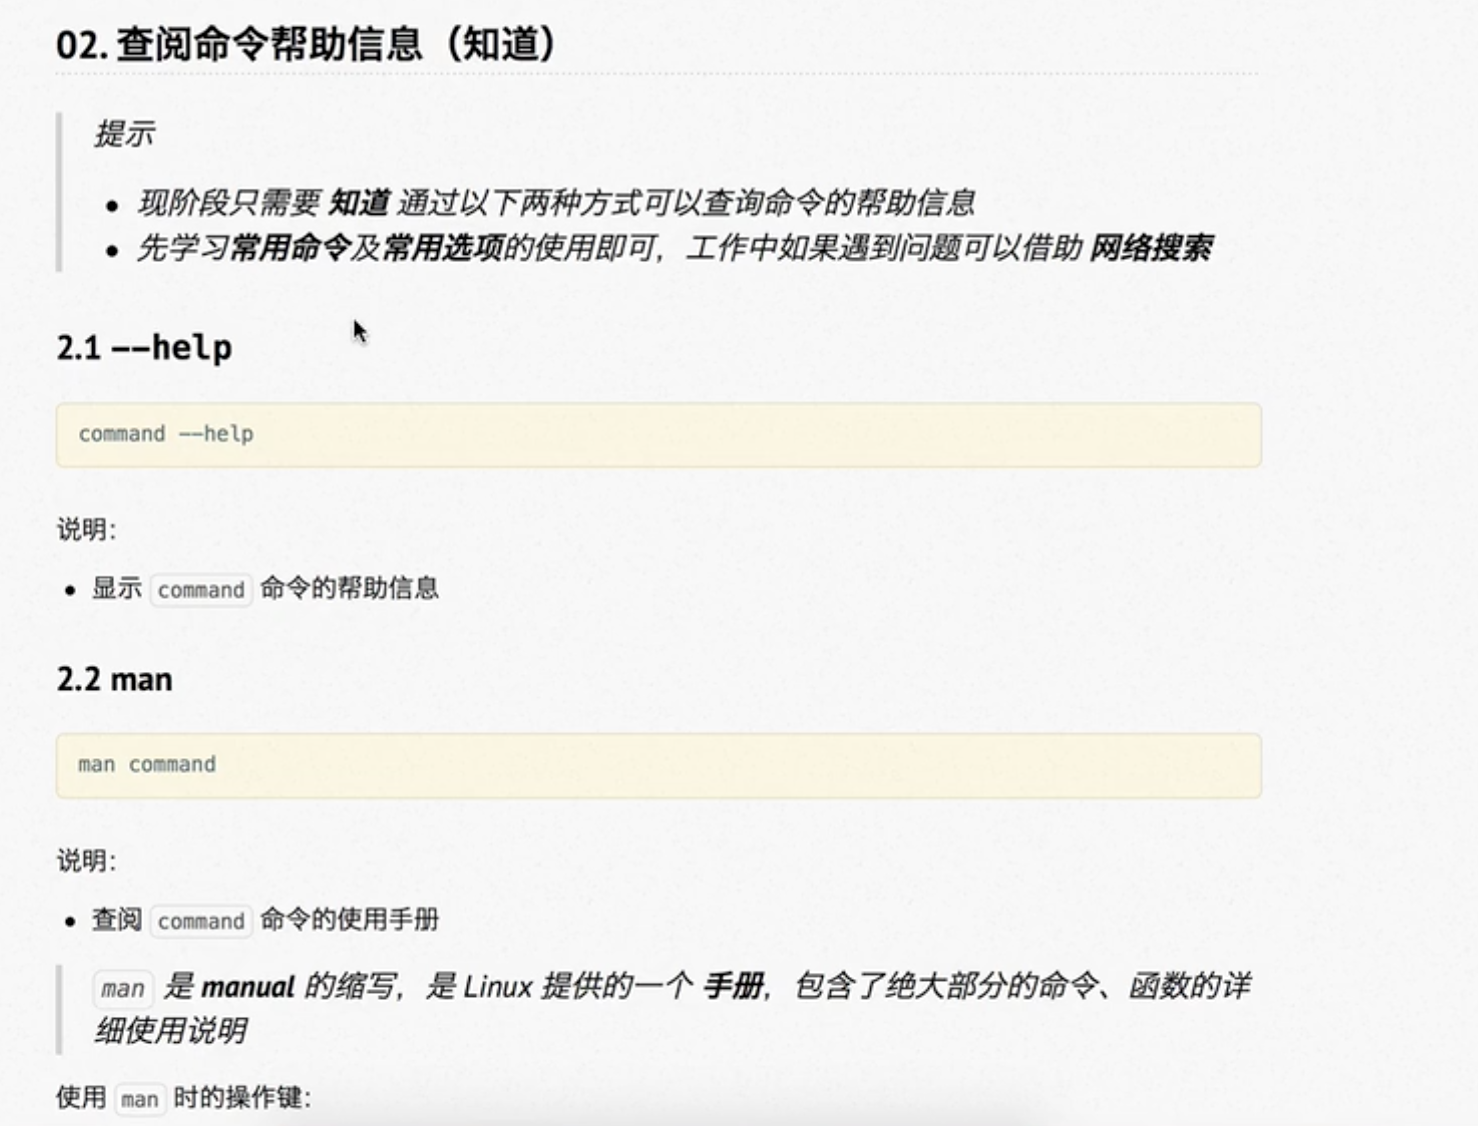 02. 查阅命令帮助信息（知道）
提示
• 现阶段只需要 知道 通过以下两种方式可以查询命令的帮助信息
• 先学习常用命令及常用选项的使用即可，工作中如果遇到问题可以借助 网络搜索
2.1 --help
command --help
说明：
• 显示 command 命令的帮助信息
2.2 man
man command
说明：
• 查阅 command 命令的使用手册
man 是 manual 的缩写，是 Linux 提供的一个 手册，包含了绝大部分的命令、函数的详
细使用说明
使用 man 时的操作键：